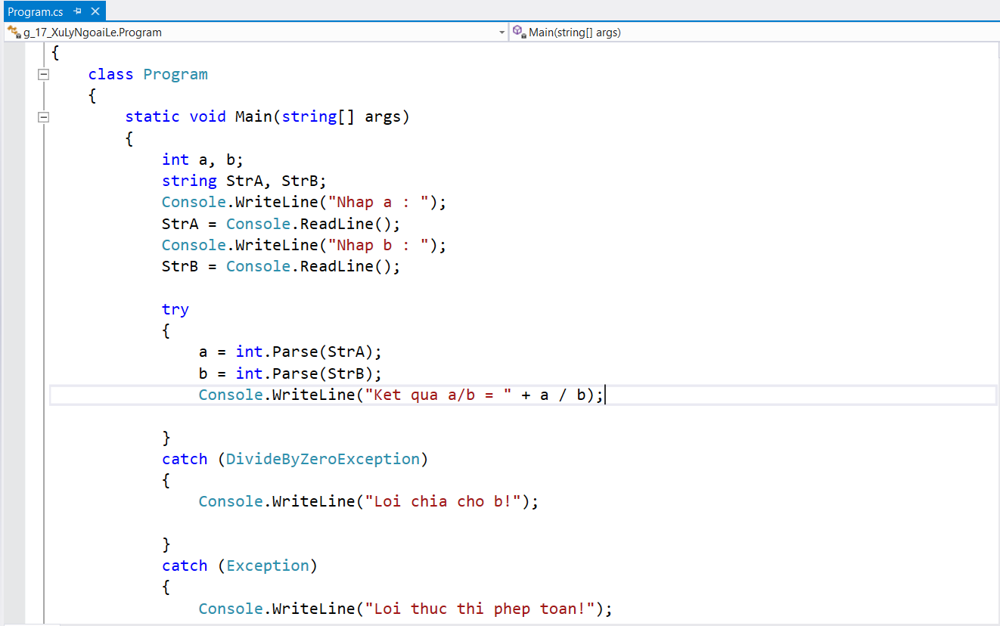 Program.cs
g_17_XuLyNgoaiLe.Program Main(string[] args)
{
class Program
{
static void Main(string[] args)
{
int a, b;
string StrA, StrB;
Console.WriteLine("Nhap a : ");
StrA = Console.ReadLine();
Console.WriteLine("Nhap b : ");
StrB = Console.ReadLine();
try
{
a = int.Parse(StrA);
b = int.Parse(StrB);
Console.WriteLine("Ket qua a/b = " + a / b);
}
catch (DivideByZeroException)
{
Console.WriteLine("Loi chia cho b!");
}
catch (Exception)
{
Console.WriteLine("Loi thuc thi phep toan!");